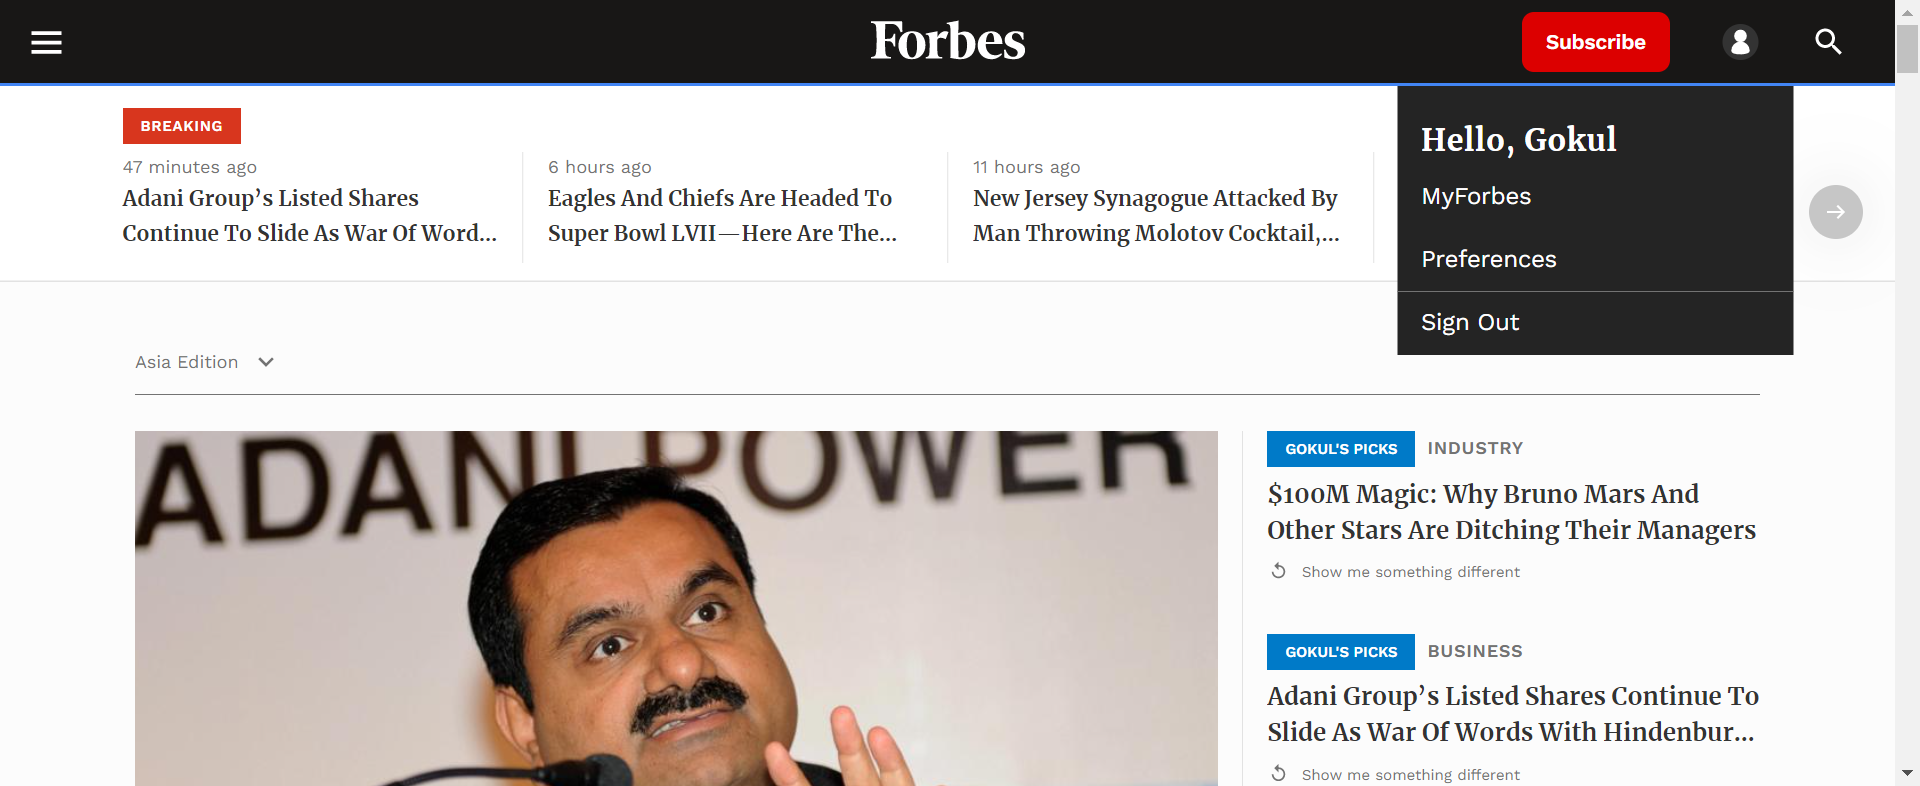 Forbes
Subscribe
BREAKING
47 minutes ago
Adani Group’s Listed Shares
Continue To Slide As War Of Word...
6 hours ago
Eagles And Chiefs Are Headed To
Super Bowl LVII—Here Are The...
11 hours ago
New Jersey Synagogue Attacked By
Man Throwing Molotov Cocktail,...
Hello, Gokul
MyForbes
Preferences
Sign Out
Asia Edition
ADANI POWER
GOKUL'S PICKS INDUSTRY
$100M Magic: Why Bruno Mars And
Other Stars Are Ditching Their Managers
Show me something different
GOKUL'S PICKS BUSINESS
Adani Group’s Listed Shares Continue To
Slide As War Of Words With Hindenbur...
Show me something different